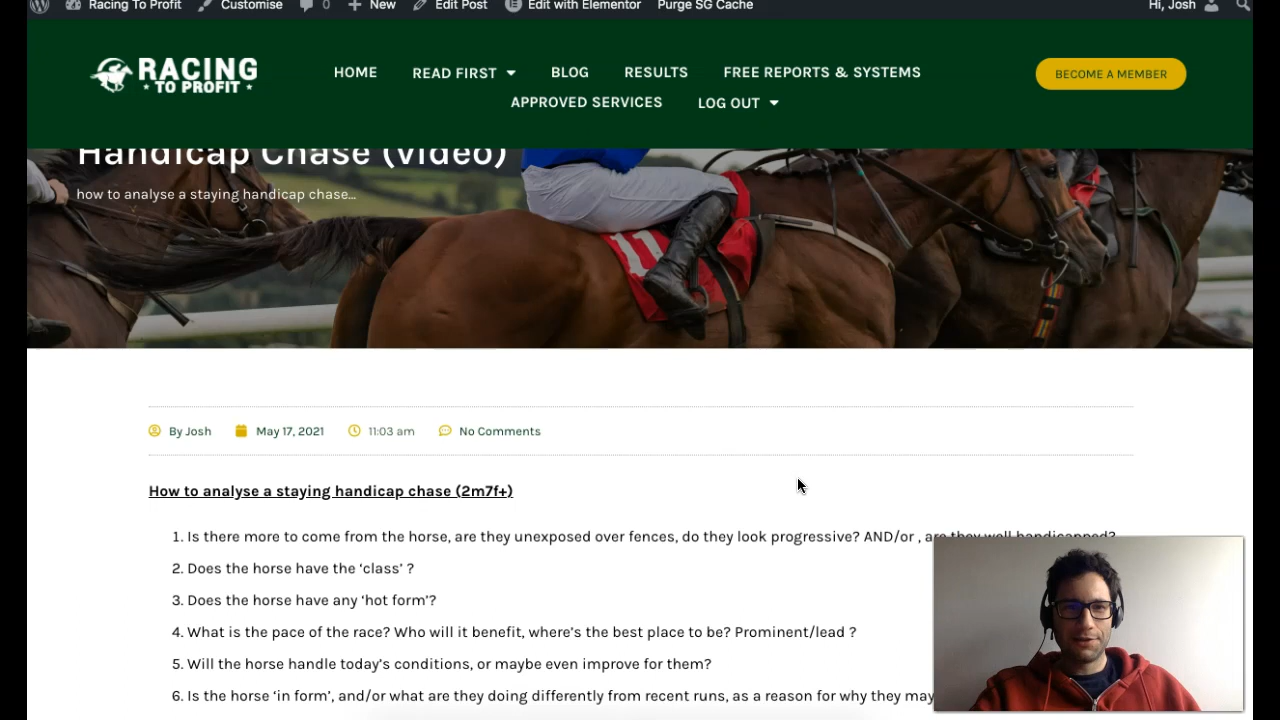 Racing To Profit Customise 0 New Edit Post Edit with Elementor Purge SG Cache Hi, Josh
RACING
TO PROFIT
HOME READ FIRST BLOG RESULTS FREE REPORTS & SYSTEMS
APPROVED SERVICES LOG OUT
BECOME A MEMBER
Handicap Chase (video)
how to analyse a staying handicap chase...
11
By Josh May 17, 2021 11:03 am No Comments
How to analyse a staying handicap chase (2m7f+)
1. Is there more to come from the horse, are they unexposed over fences, do they look progressive? AND/or , are they well handicapped?
2. Does the horse have the ‘class’ ?
3. Does the horse have any ‘hot form’?
4. What is the pace of the race? Who will it benefit, where’s the best place to be? Prominent/lead ?
5. Will the horse handle today’s conditions, or maybe even improve for them?
6. Is the horse ‘in form’, and/or what are they doing differently from recent runs, as a reason for why they may